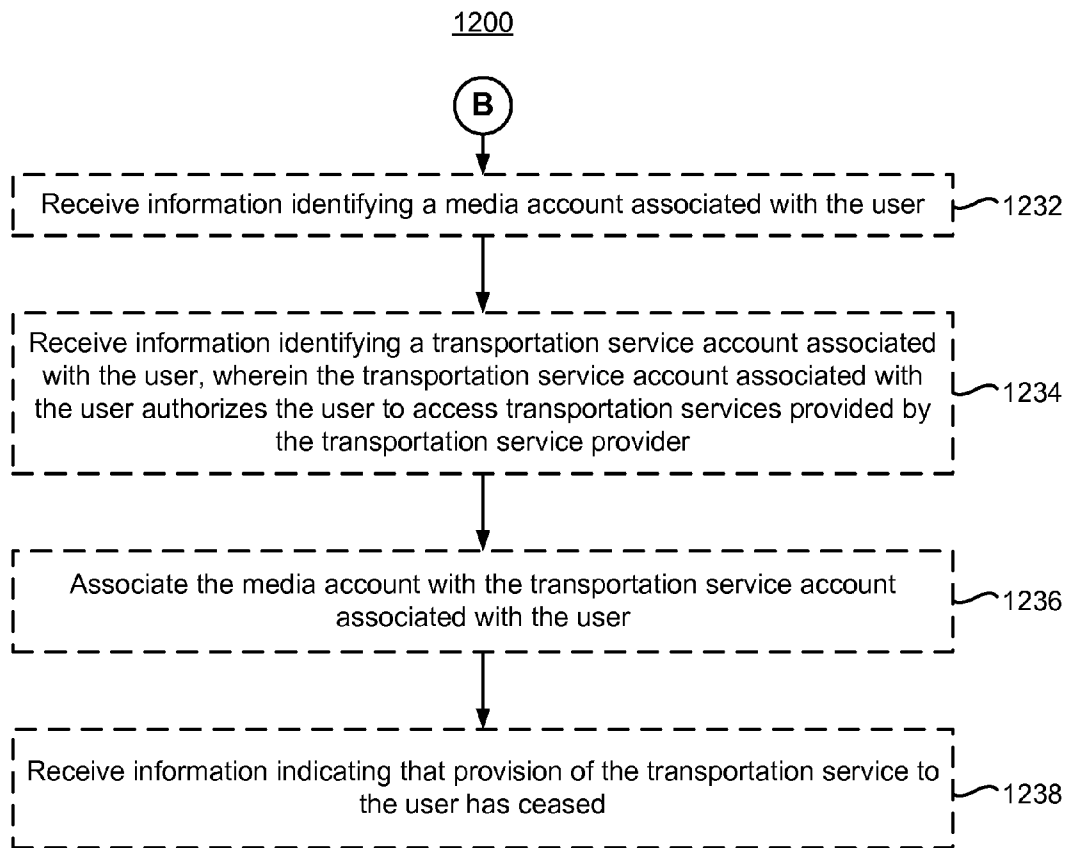 1200
B
Receive information identifying a media account associated with the user
1232
Receive information identifying a transportation service account associated
with the user, wherein the transportation service account associated with
the user authorizes the user to access transportation services provided by
the transportation service provider
1234
Associate the media account with the transportation service account
associated with the user
1236
Receive information indicating that provision of the transportation service to
the user has ceased
1238